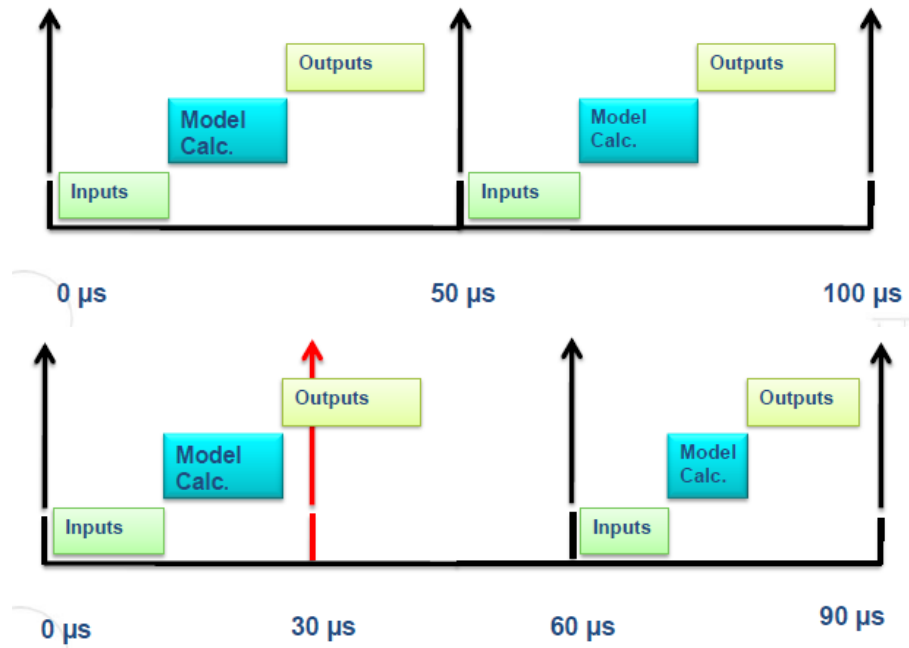 Outputs
Outputs
Model
Calc.
Model
Calc.
Inputs
Inputs
0 µs
50 µs
100 µs
Outputs
Outputs
Model
Calc.
Model
Calc.
Inputs
Inputs
0 µs
30 µs
60 µs
90 µs